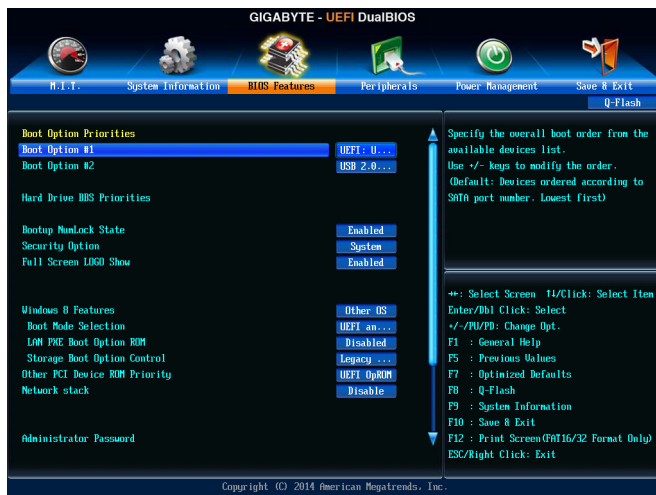 GIGABYTE - UEFI DualBIOS
M.I.T. System Information BIOS Features Peripherals Power Management Save & Exit
Q-Flash
Boot Option Priorities
Boot Option #1 UEFI: U...
Boot Option #2 USB 2.0...
Hard Drive BBS Priorities
Bootup NumLock State Enabled
Security Option System
Full Screen LOGO Show Enabled
Windows 8 Features Other OS
Boot Mode Selection UEFI an...
LAN PXE Boot Option ROM Disabled
Storage Boot Option Control Legacy ...
Other PCI Device ROM Priority UEFI OpROM
Network stack Disable
Administrator Password
Specify the overall boot order from the
available devices list.
Use +/- keys to modify the order.
(Default: Devices ordered according to
SATA port number. Lowest first)
↔: Select Screen ↑↓/Click: Select Item
Enter/Dbl Click: Select
+/-/PU/PD: Change Opt.
F1 : General Help
F5 : Previous Values
F7 : Optimized Defaults
F8 : Q-Flash
F9 : System Information
F10 : Save & Exit
F12 : Print Screen(FAT16/32 Format Only)
ESC/Right Click: Exit
Copyright (C) 2014 American Megatrends, Inc.